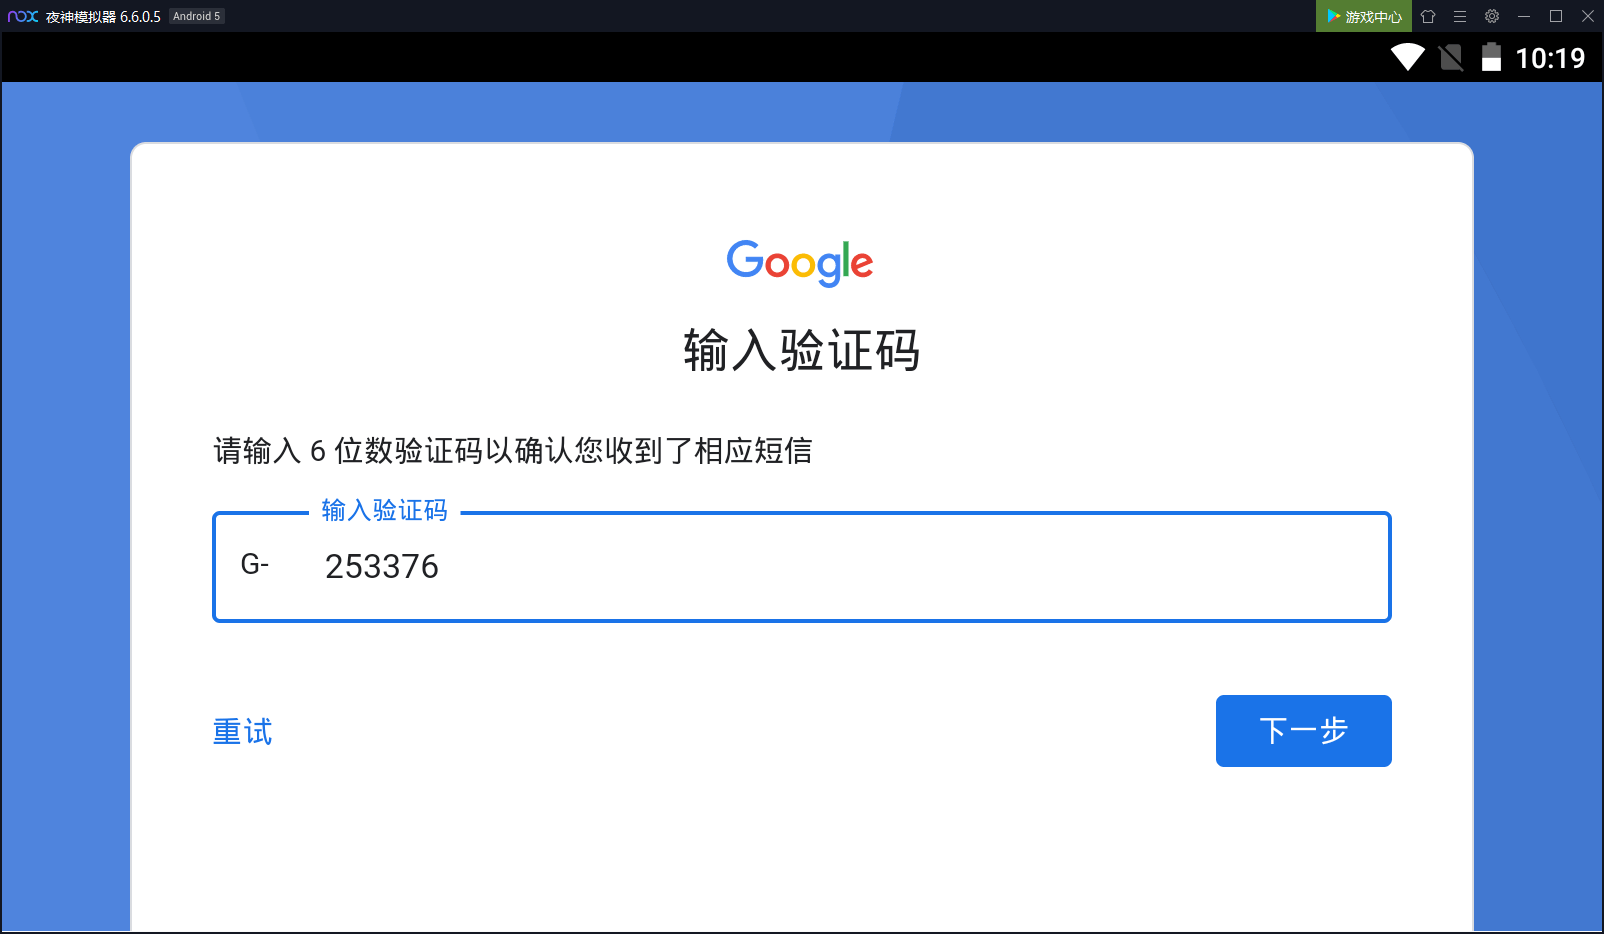 nox 夜神模拟器 6.6.0.5 Android 5 游戏中心
10:19
Google
输入验证码
请输入 6 位数验证码以确认您收到了相应短信
输入验证码
G- 253376
重试 下一步